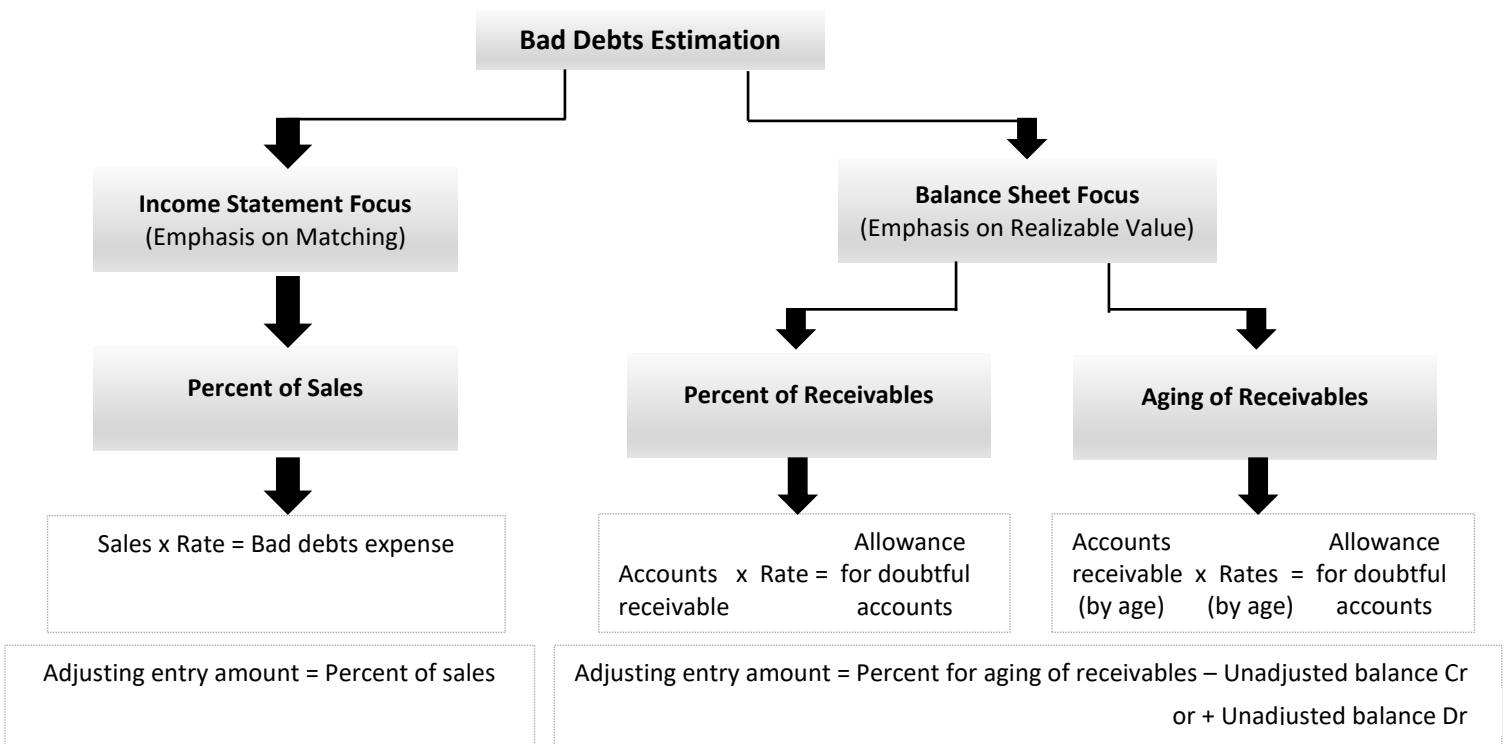 Bad Debts Estimation
Income Statement Focus
(Emphasis on Matching)
Balance Sheet Focus
(Emphasis on Realizable Value)
Percent of Sales
Percent of Receivables
Aging of Receivables
Sales x Rate = Bad debts expense
Allowance
Accounts x Rate = for doubtful
receivable accounts
Accounts Allowance
receivable x Rates = for doubtful
(by age) (by age) accounts
Adjusting entry amount = Percent of sales
Adjusting entry amount = Percent for aging of receivables – Unadjusted balance Cr
or + Unadjusted balance Dr